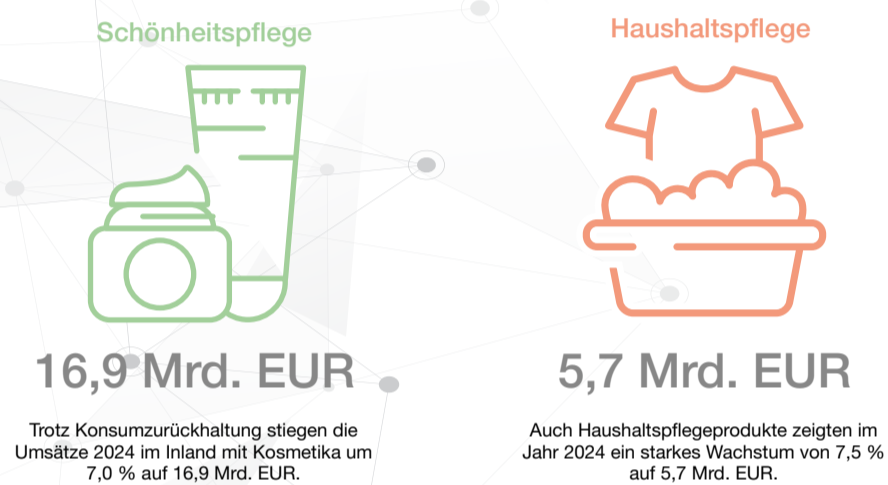 Schönheitspflege
16,9 Mrd. EUR
Trotz Konsumzurückhaltung stiegen die
Umsätze 2024 im Inland mit Kosmetika um
7,0 % auf 16,9 Mrd. EUR.
Haushaltspflege
5,7 Mrd. EUR
Auch Haushaltspflegeprodukte zeigten im
Jahr 2024 ein starkes Wachstum von 7,5 %
auf 5,7 Mrd. EUR.